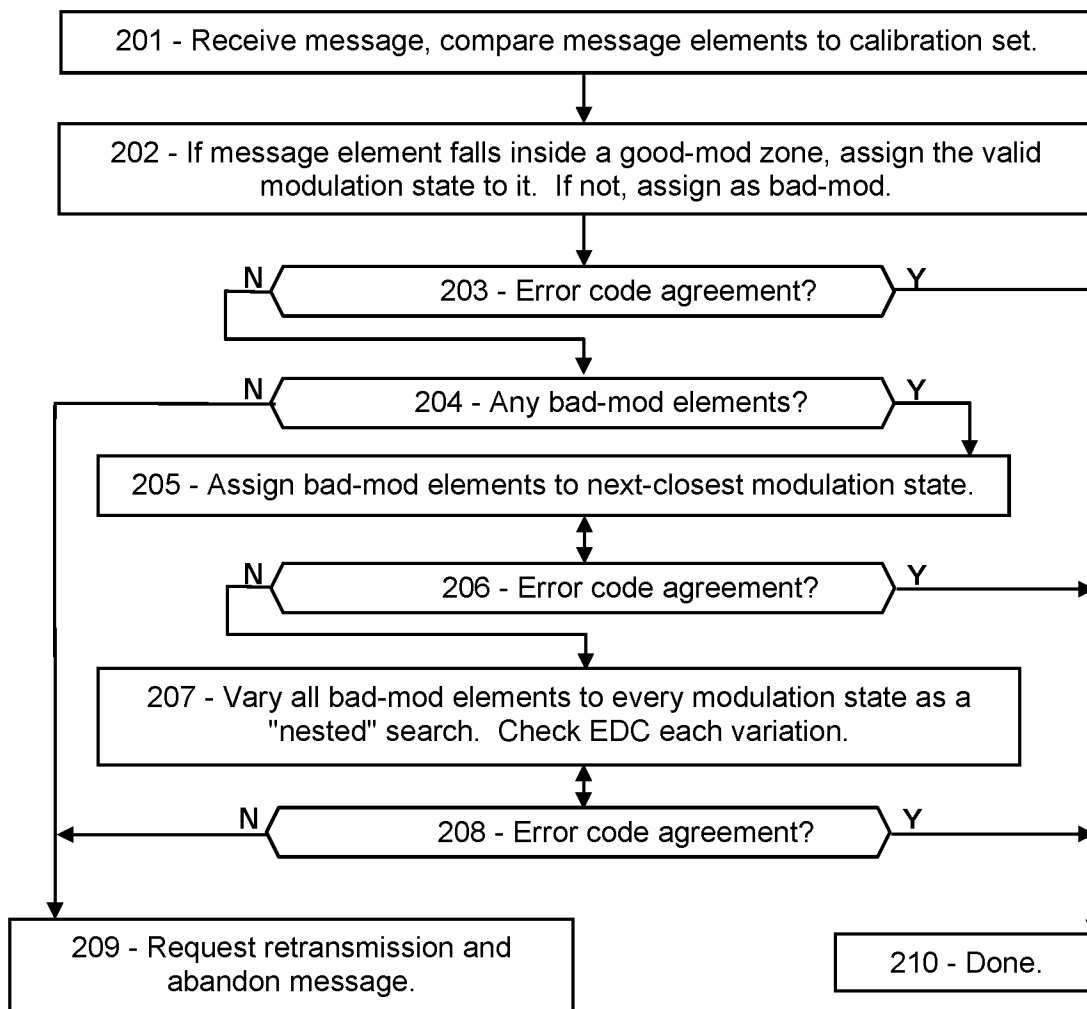 201 - Receive message, compare message elements to calibration set.
202 - If message element falls inside a good-mod zone, assign the valid
modulation state to it.  If not, assign as bad-mod.
N
Y
203 - Error code agreement?
N
Y
204 - Any bad-mod elements?
205 - Assign bad-mod elements to next-closest modulation state.
N
Y
206 - Error code agreement?
207 - Vary all bad-mod elements to every modulation state as a
"nested" search.  Check EDC each variation.
N
Y
208 - Error code agreement?
209 - Request retransmission and
abandon message.
210 - Done.